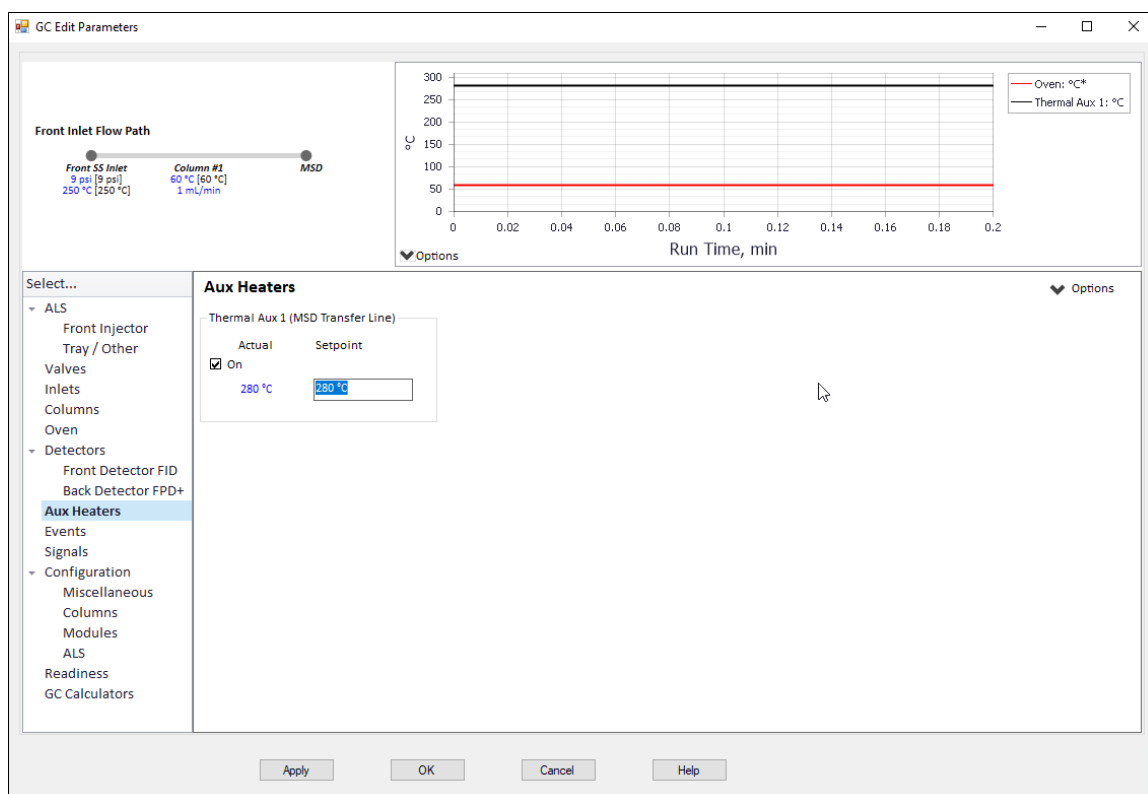 GC Edit Parameters
Front Inlet Flow Path
Front SS Inlet Column #1 MSD
9 psi [9 psi] 60 °C [60 °C]
250 °C [250 °C] 1 mL/min
300
250
200
150
100
50
0
°C
0 0.02 0.04 0.06 0.08 0.1 0.12 0.14 0.16 0.18 0.2
Run Time, min
Options
Oven: °C*
Thermal Aux 1: °C
Select...
ALS
Front Injector
Tray / Other
Valves
Inlets
Columns
Oven
Detectors
Front Detector FID
Back Detector FPD+
Aux Heaters
Events
Signals
Configuration
Miscellaneous
Columns
Modules
ALS
Readiness
GC Calculators
Aux Heaters
Options
Thermal Aux 1 (MSD Transfer Line)
Actual Setpoint
On
280 °C 280 °C
Apply OK Cancel Help